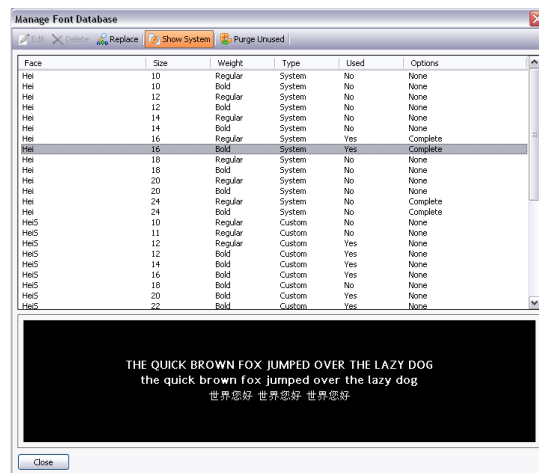 Manage Font Database
Edit Delete Replace Show System Purge Unused
Face Size Weight Type Used Options
Hei 10 Regular System No None
Hei 10 Bold System No None
Hei 12 Regular System No None
Hei 12 Bold System No None
Hei 14 Regular System No None
Hei 14 Bold System No None
Hei 16 Regular System Yes Complete
Hei 16 Bold System Yes Complete
Hei 18 Regular System No None
Hei 18 Bold System No None
Hei 20 Regular System No None
Hei 20 Bold System No None
Hei 24 Regular System No Complete
Hei 24 Bold System No Complete
HeiS 10 Regular Custom No None
HeiS 11 Regular Custom No None
HeiS 12 Regular Custom Yes None
HeiS 12 Bold Custom Yes None
HeiS 14 Bold Custom Yes None
HeiS 16 Bold Custom Yes None
HeiS 18 Bold Custom No None
HeiS 20 Bold Custom Yes None
HeiS 22 Bold Custom Yes None
THE QUICK BROWN FOX JUMPED OVER THE LAZY DOG
the quick brown fox jumped over the lazy dog
世界您好 世界您好 世界您好
Close